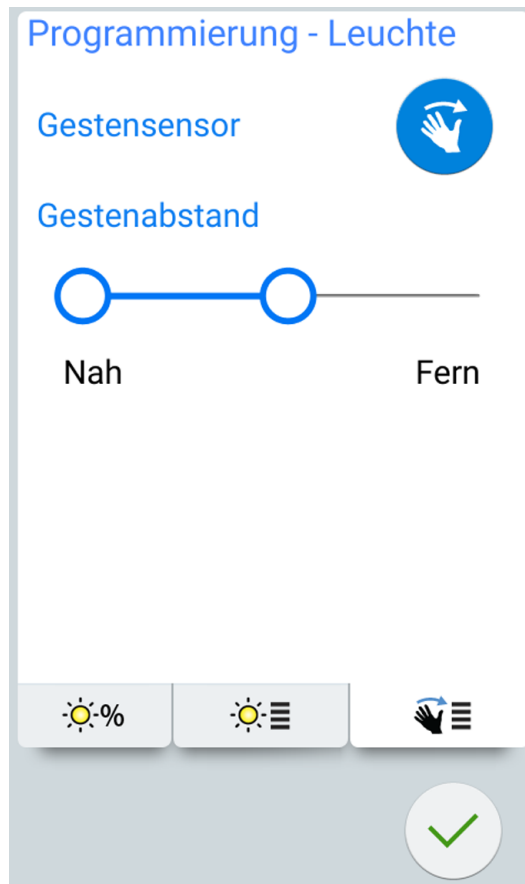 Programmierung - Leuchte
Gestensensor
Gestenabstand
Nah Fern
%